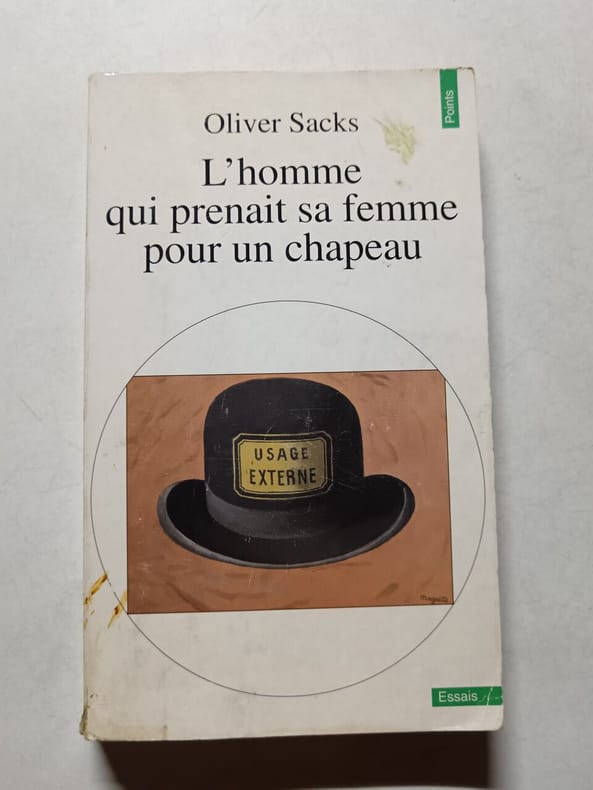 Points
Oliver Sacks
L'homme
qui prenait sa femme
pour un chapeau
USAGE
EXTERNE
Magritte
Essais